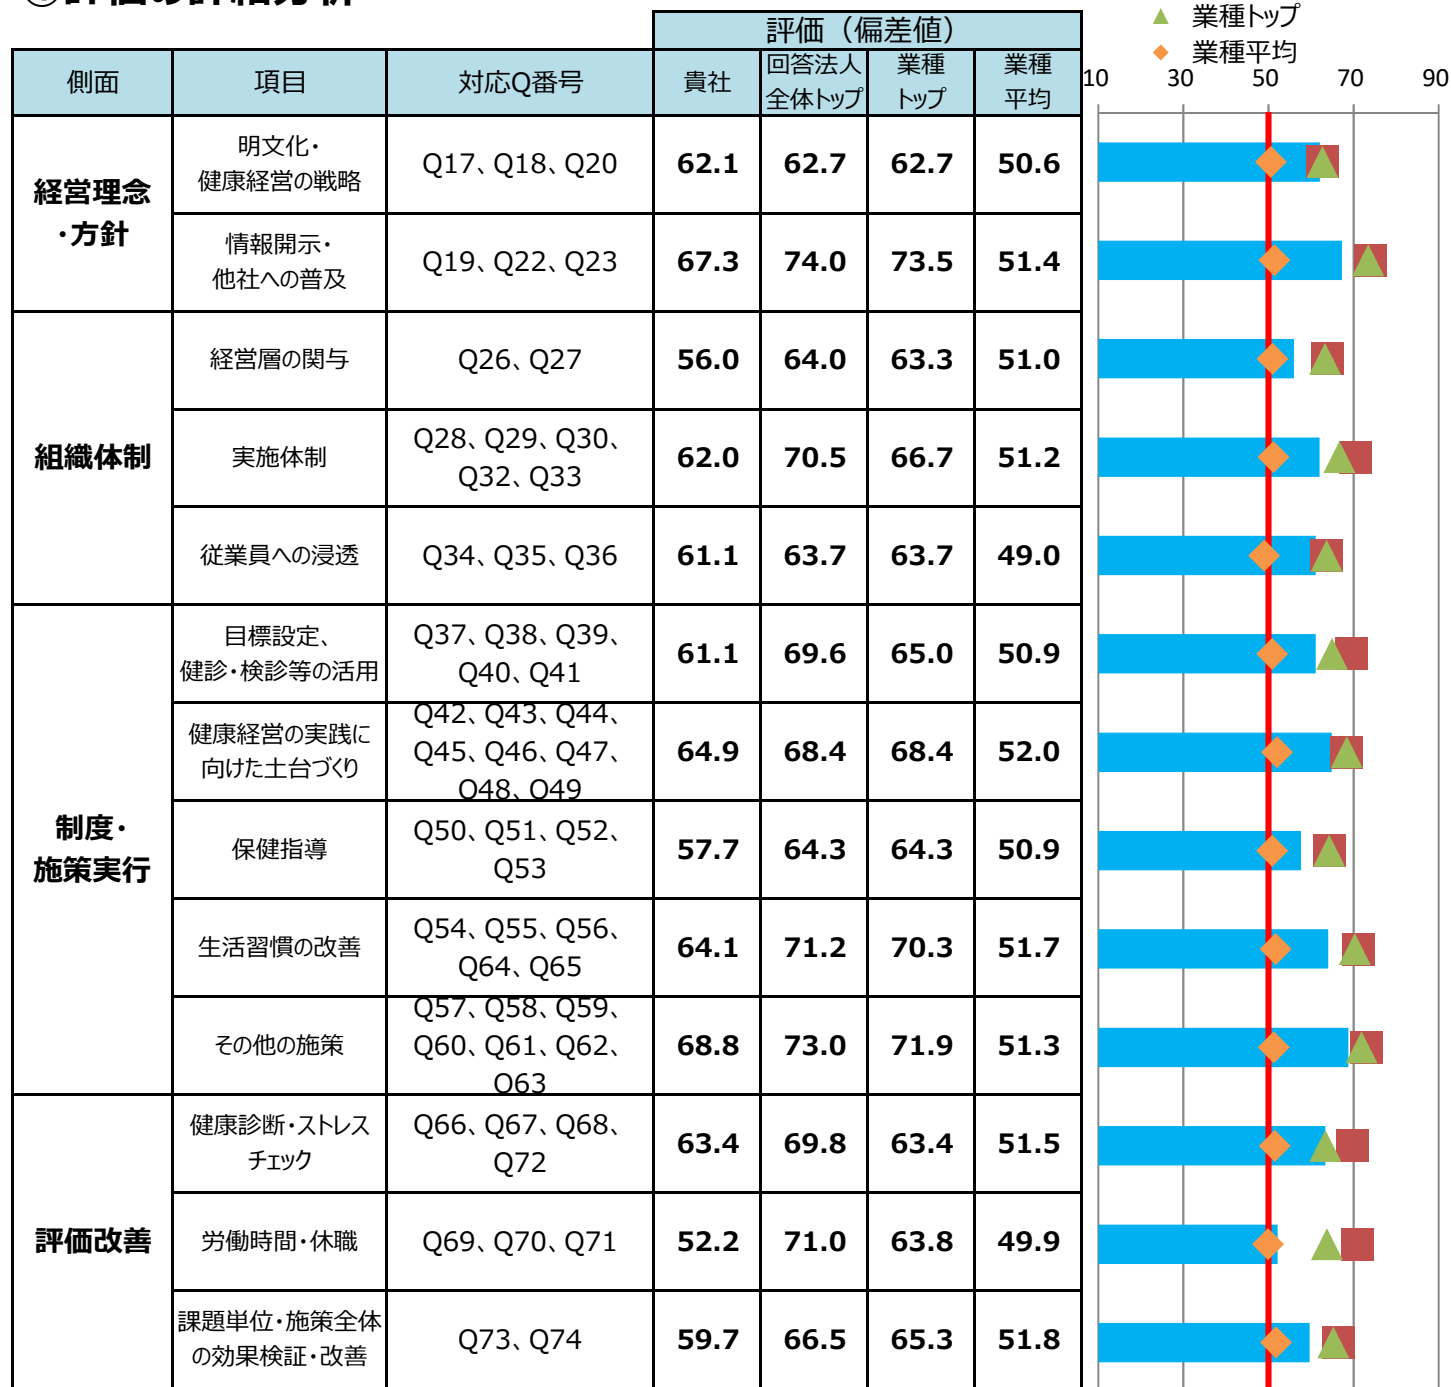 ③評価の詳細分析
▲ 業種トップ
◆ 業種平均
評価（偏差値）
側面 項目 対応Q番号 貴社 回答法人全体トップ 業種トップ 業種平均
10 30 50 70 90
経営理念・方針
明文化・健康経営の戦略 Q17、Q18、Q20 62.1 62.7 62.7 50.6
情報開示・他社への普及 Q19、Q22、Q23 67.3 74.0 73.5 51.4
組織体制
経営層の関与 Q26、Q27 56.0 64.0 63.3 51.0
実施体制 Q28、Q29、Q30、Q32、Q33 62.0 70.5 66.7 51.2
従業員への浸透 Q34、Q35、Q36 61.1 63.7 63.7 49.0
制度・施策実行
目標設定、健診・検診等の活用 Q37、Q38、Q39、Q40、Q41 61.1 69.6 65.0 50.9
健康経営の実践に向けた土台づくり Q42、Q43、Q44、Q45、Q46、Q47、Q48、Q49 64.9 68.4 68.4 52.0
保健指導 Q50、Q51、Q52、Q53 57.7 64.3 64.3 50.9
生活習慣の改善 Q54、Q55、Q56、Q64、Q65 64.1 71.2 70.3 51.7
その他の施策 Q57、Q58、Q59、Q60、Q61、Q62、Q63 68.8 73.0 71.9 51.3
評価改善
健康診断・ストレスチェック Q66、Q67、Q68、Q72 63.4 69.8 63.4 51.5
労働時間・休職 Q69、Q70、Q71 52.2 71.0 63.8 49.9
課題単位・施策全体の効果検証・改善 Q73、Q74 59.7 66.5 65.3 51.8